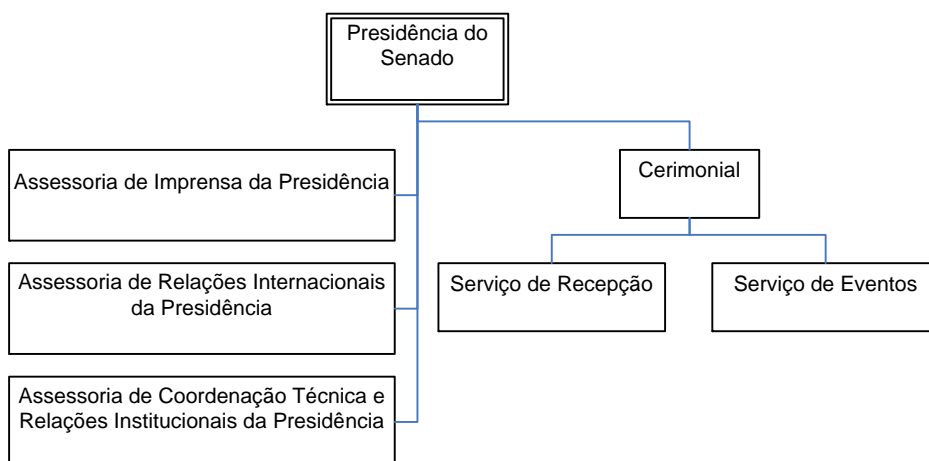 Presidência do
Senado
Assessoria de Imprensa da Presidência
Cerimonial
Assessoria de Relações Internacionais
da Presidência
Serviço de Recepção
Serviço de Eventos
Assessoria de Coordenação Técnica e
Relações Institucionais da Presidência